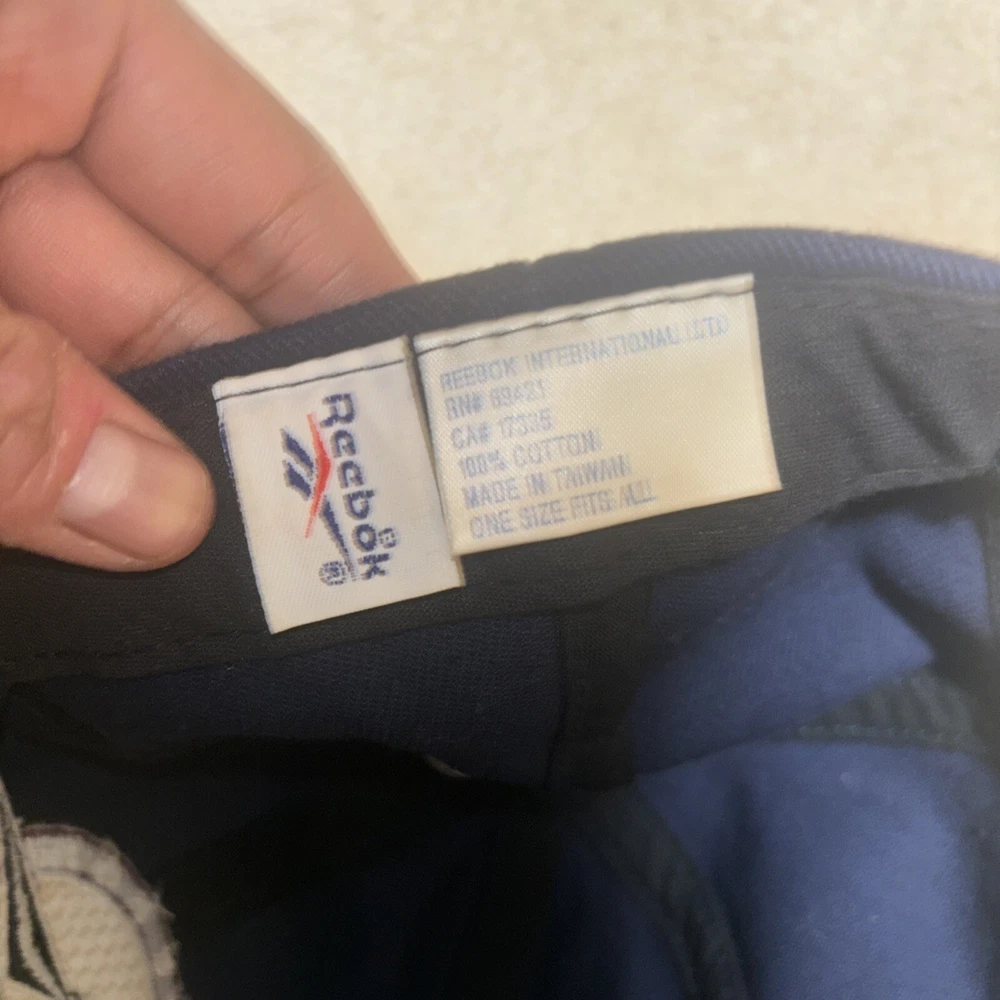 Reebok ®
REEBOK INTERNATIONAL LTD
RN# 89421
CA# 17335
100% COTTON
MADE IN TAIWAN
ONE SIZE FITS ALL